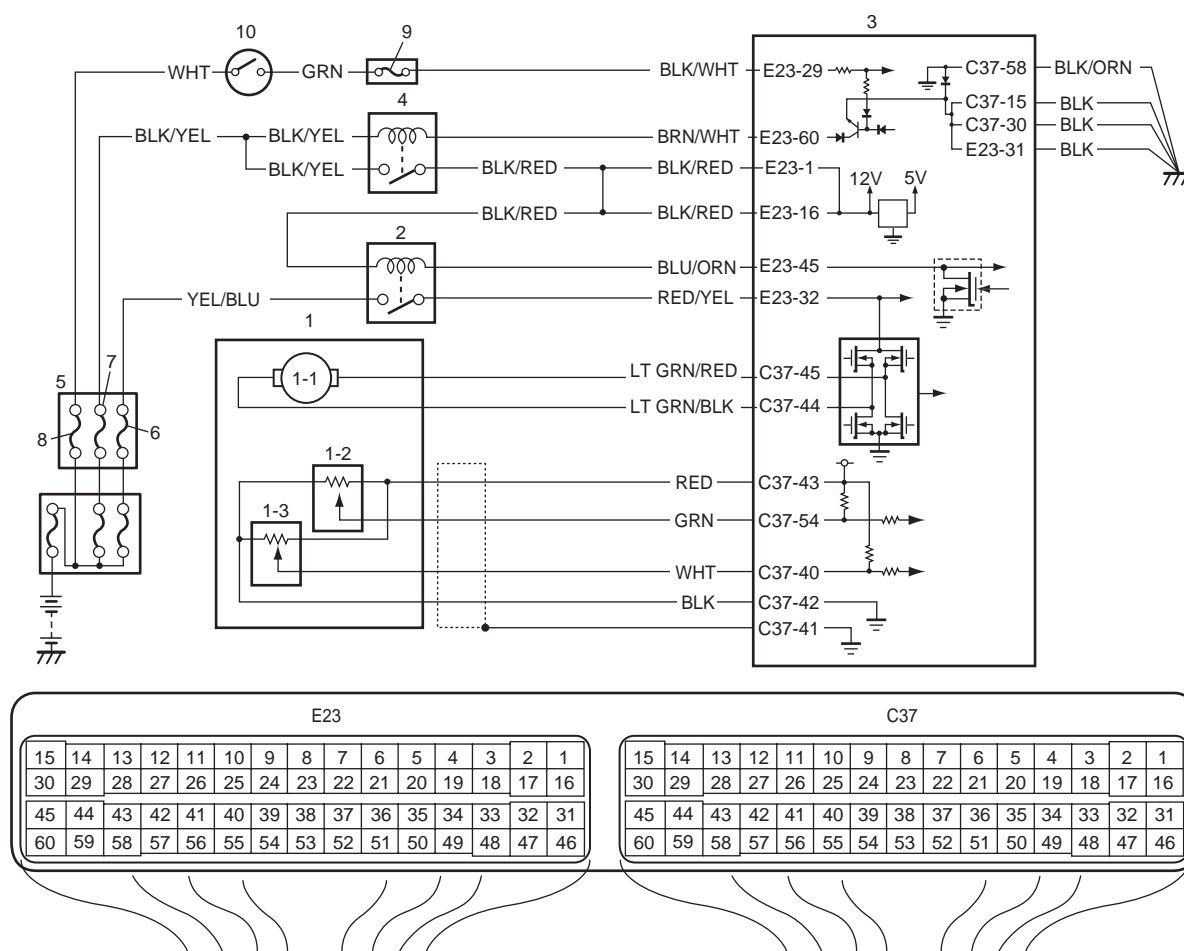 10 9 3
WHT GRN BLK/WHT E23-29 C37-58 BLK/ORN
4
C37-15 BLK
C37-30 BLK
BLK/YEL BLK/YEL BRN/WHT E23-60
E23-31 BLK
BLK/YEL BLK/RED BLK/RED E23-1
12V 5V
BLK/RED BLK/RED E23-16
2
BLU/ORN E23-45
YEL/BLU RED/YEL E23-32
1
7
5 1-1 LT GRN/RED C37-45
LT GRN/BLK C37-44
8 6
1-2
RED C37-43
1-3
GRN C37-54
WHT C37-40
BLK C37-42
C37-41
E23 C37
15 14 13 12 11 10 9 8 7 6 5 4 3 2 1 15 14 13 12 11 10 9 8 7 6 5 4 3 2 1
30 29 28 27 26 25 24 23 22 21 20 19 18 17 16 30 29 28 27 26 25 24 23 22 21 20 19 18 17 16
45 44 43 42 41 40 39 38 37 36 35 34 33 32 31 45 44 43 42 41 40 39 38 37 36 35 34 33 32 31
60 59 58 57 56 55 54 53 52 51 50 49 48 47 46 60 59 58 57 56 55 54 53 52 51 50 49 48 47 46